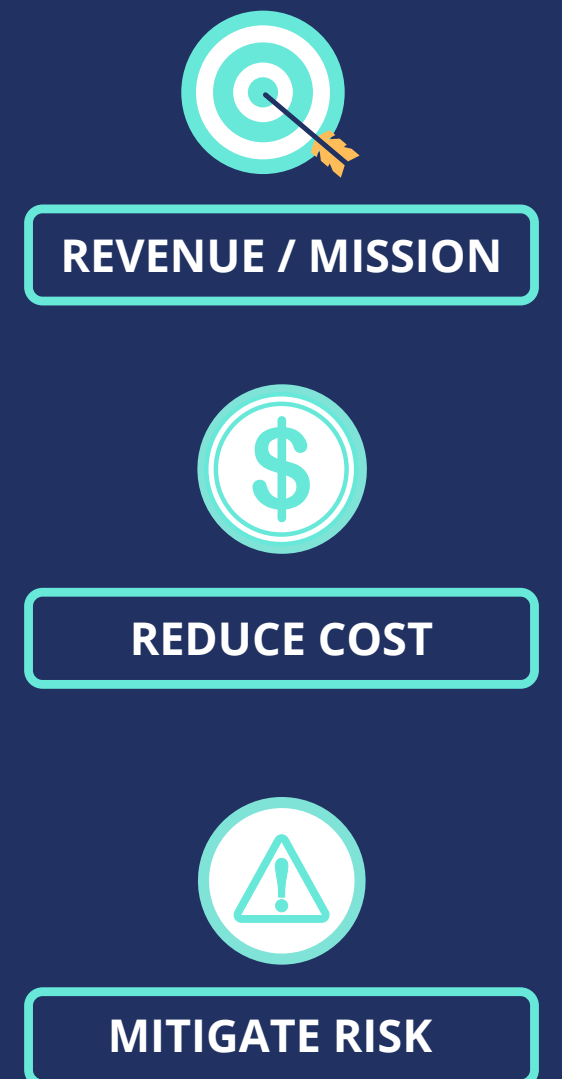 REVENUE / MISSION
$
REDUCE COST
!
MITIGATE RISK